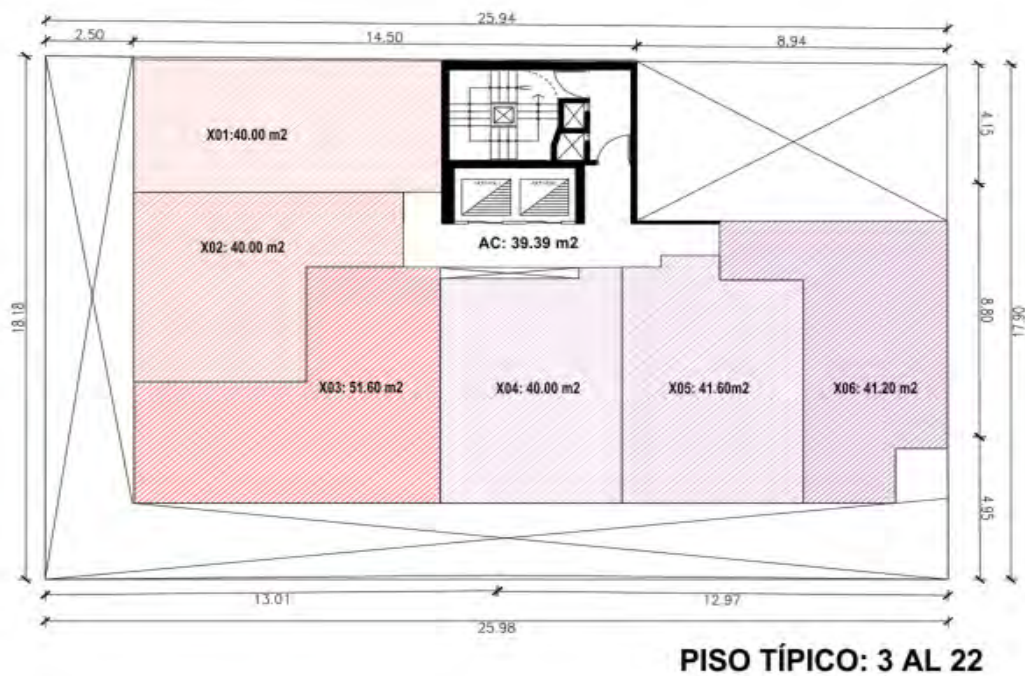 25.94
2.50
14.50
8.94
X01:40.00 m2
4.15
X02: 40.00 m2
AC: 39.39 m2
18.18
8.80
17.90
X03: 51.60 m2
X04: 40.00 m2
X05: 41.60m2
X06: 41.20 m2
4.95
13.01
12.97
25.98
PISO TÍPICO: 3 AL 22